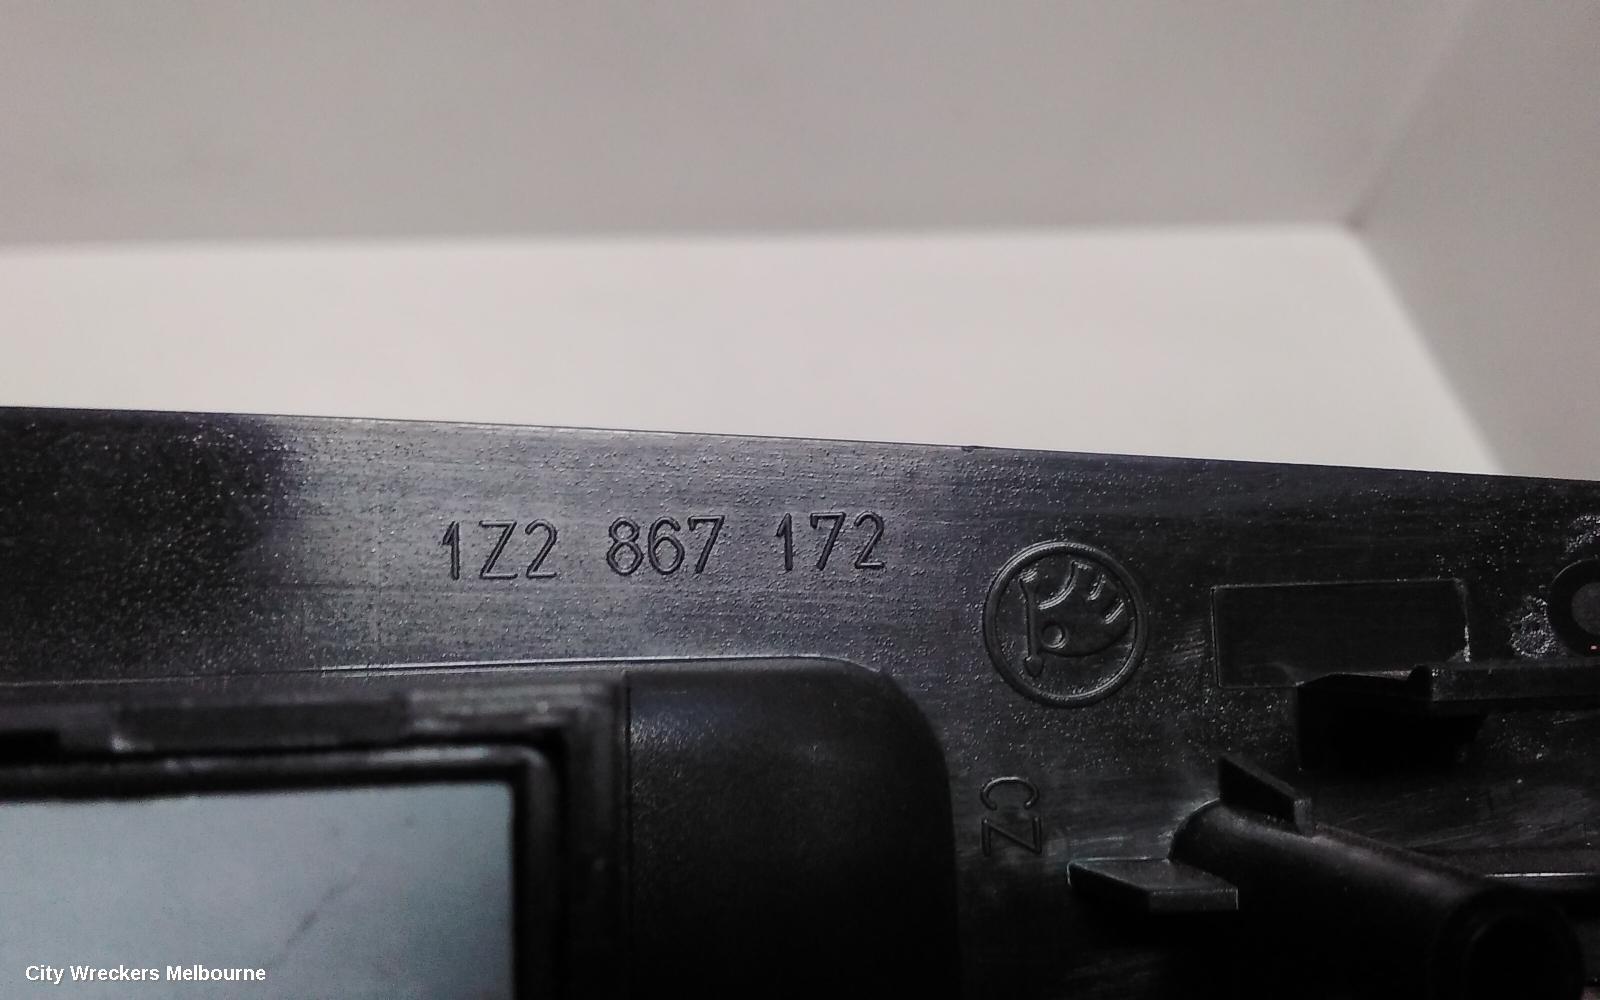 1Z2 867 172
CZ
City Wreckers Melbourne